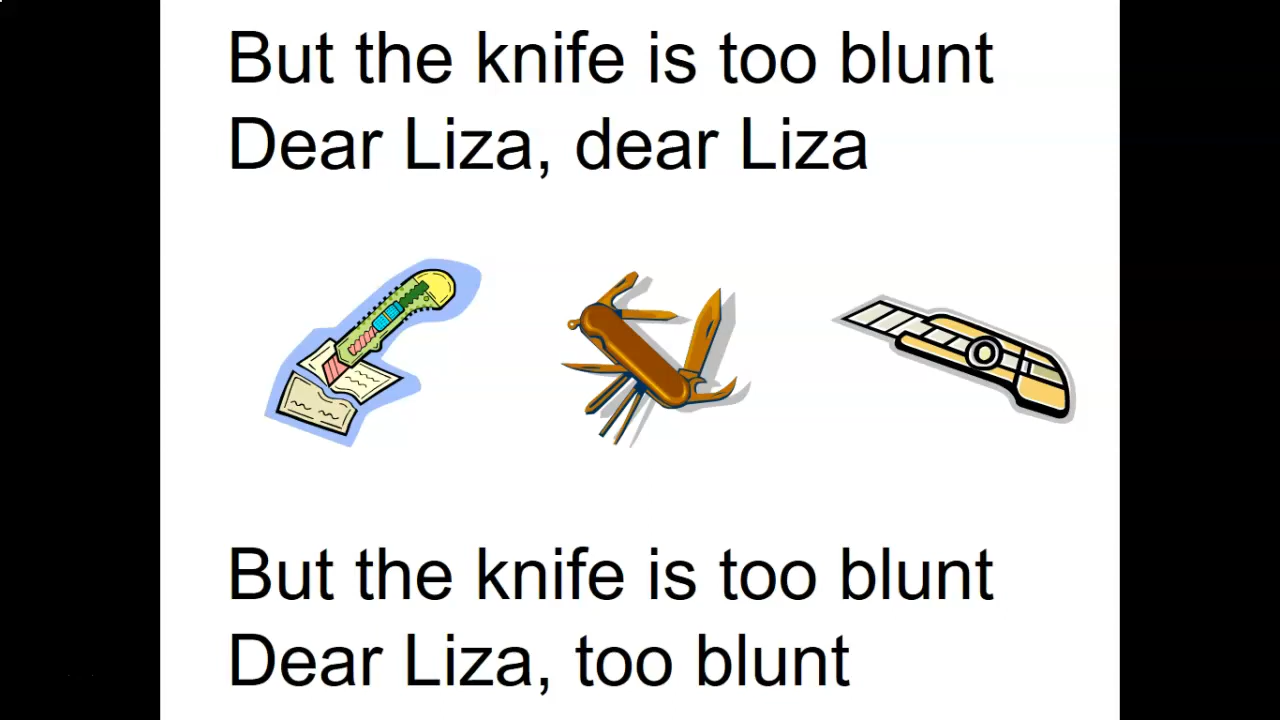 But the knife is too blunt
Dear Liza, dear Liza
But the knife is too blunt
Dear Liza, too blunt